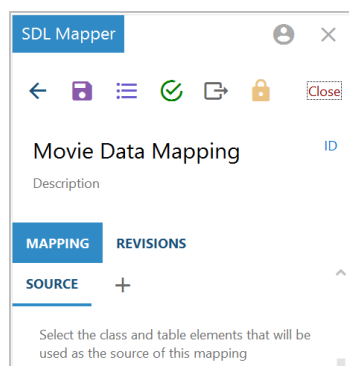 SDL Mapper
Close
Movie Data Mapping
ID
Description
MAPPING REVISIONS
SOURCE +
Select the class and table elements that will be
used as the source of this mapping